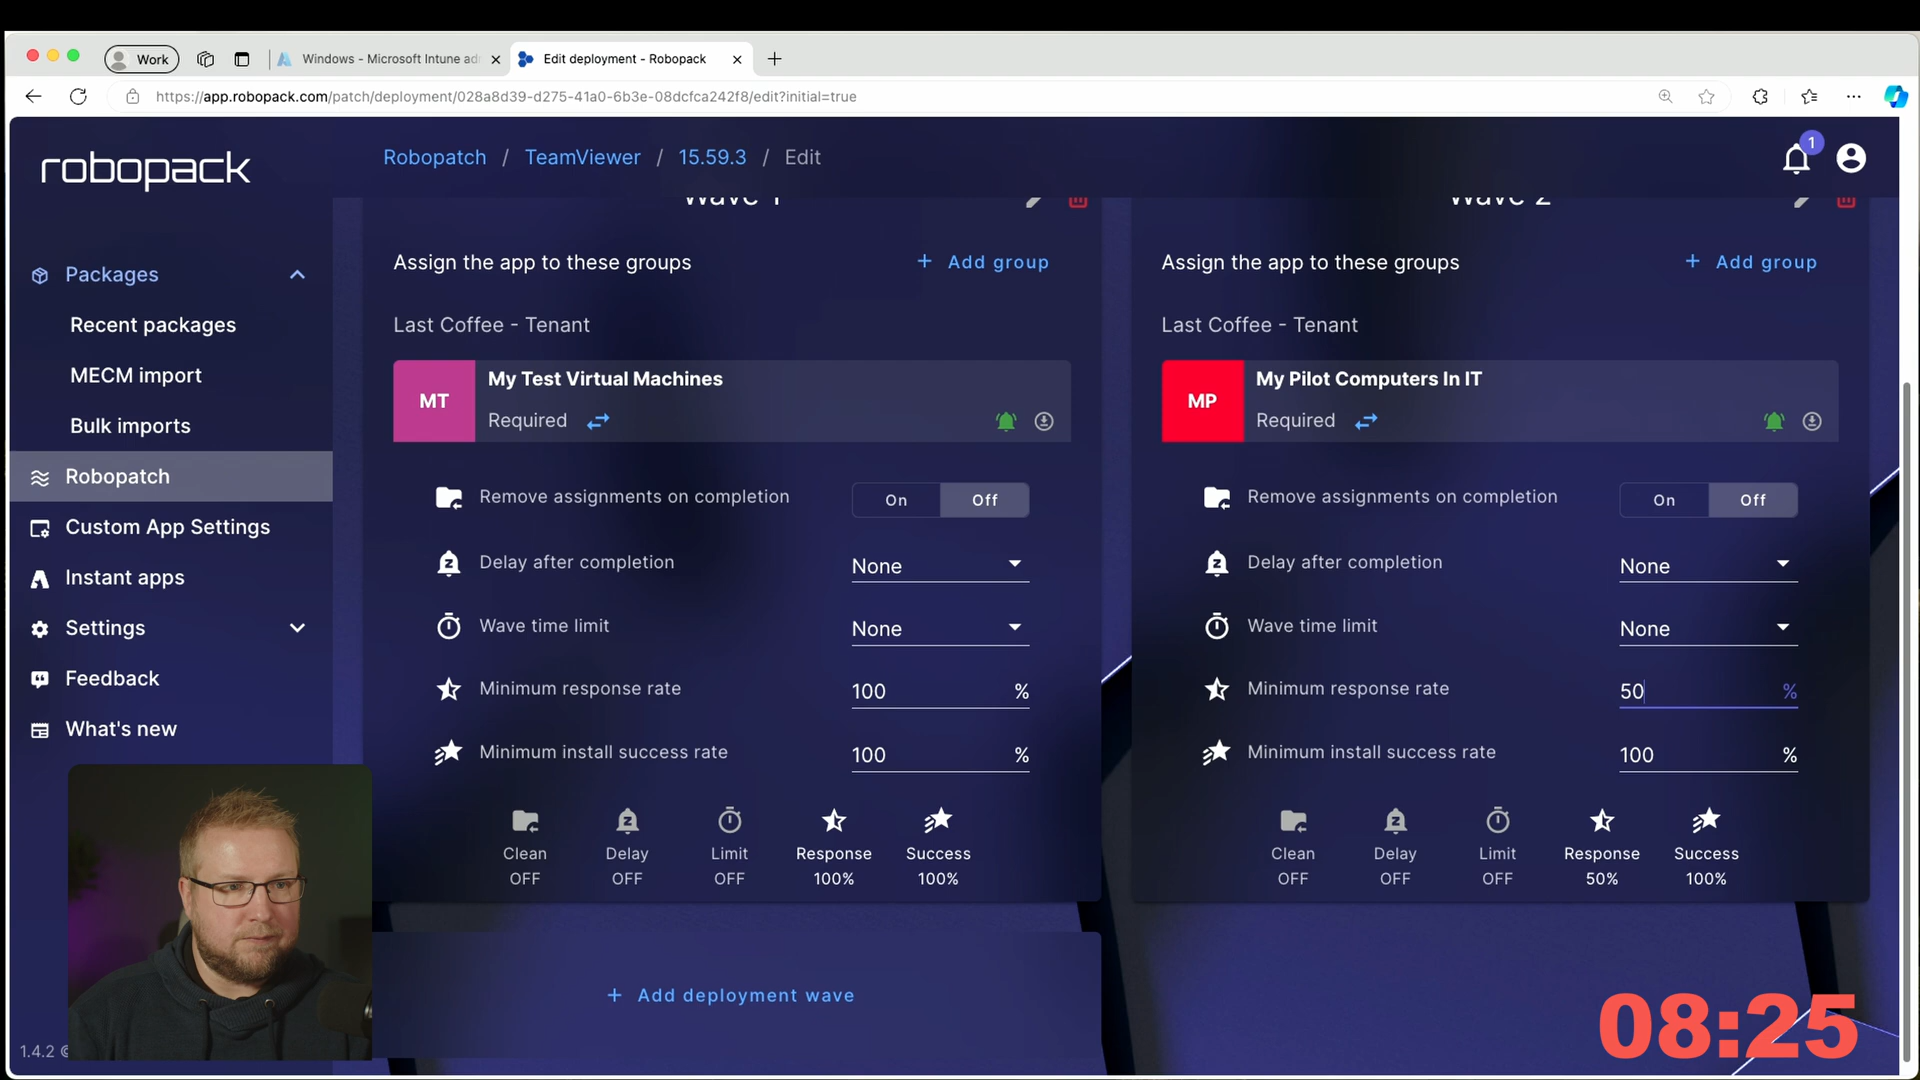 Work
Windows - Microsoft Intune ad
Edit deployment - Robopack
https://app.robopack.com/patch/deployment/028a8d39-d275-41a0-6b3e-08dcfca242f8/edit?initial=true
robopack
Robopatch / TeamViewer / 15.59.3 / Edit
1
Packages
Recent packages
MECM import
Bulk imports
Robopatch
Custom App Settings
Instant apps
Settings
Feedback
What's new
1.4.2 ©
Wave 1
Assign the app to these groups
+ Add group
Last Coffee - Tenant
MT
My Test Virtual Machines
Required
Remove assignments on completion
On Off
Delay after completion
None
Wave time limit
None
Minimum response rate
100 %
Minimum install success rate
100 %
Clean Delay Limit Response Success
OFF OFF OFF 100% 100%
Wave 2
Assign the app to these groups
+ Add group
Last Coffee - Tenant
MP
My Pilot Computers In IT
Required
Remove assignments on completion
On Off
Delay after completion
None
Wave time limit
None
Minimum response rate
50 %
Minimum install success rate
100 %
Clean Delay Limit Response Success
OFF OFF OFF 50% 100%
+ Add deployment wave
08:25